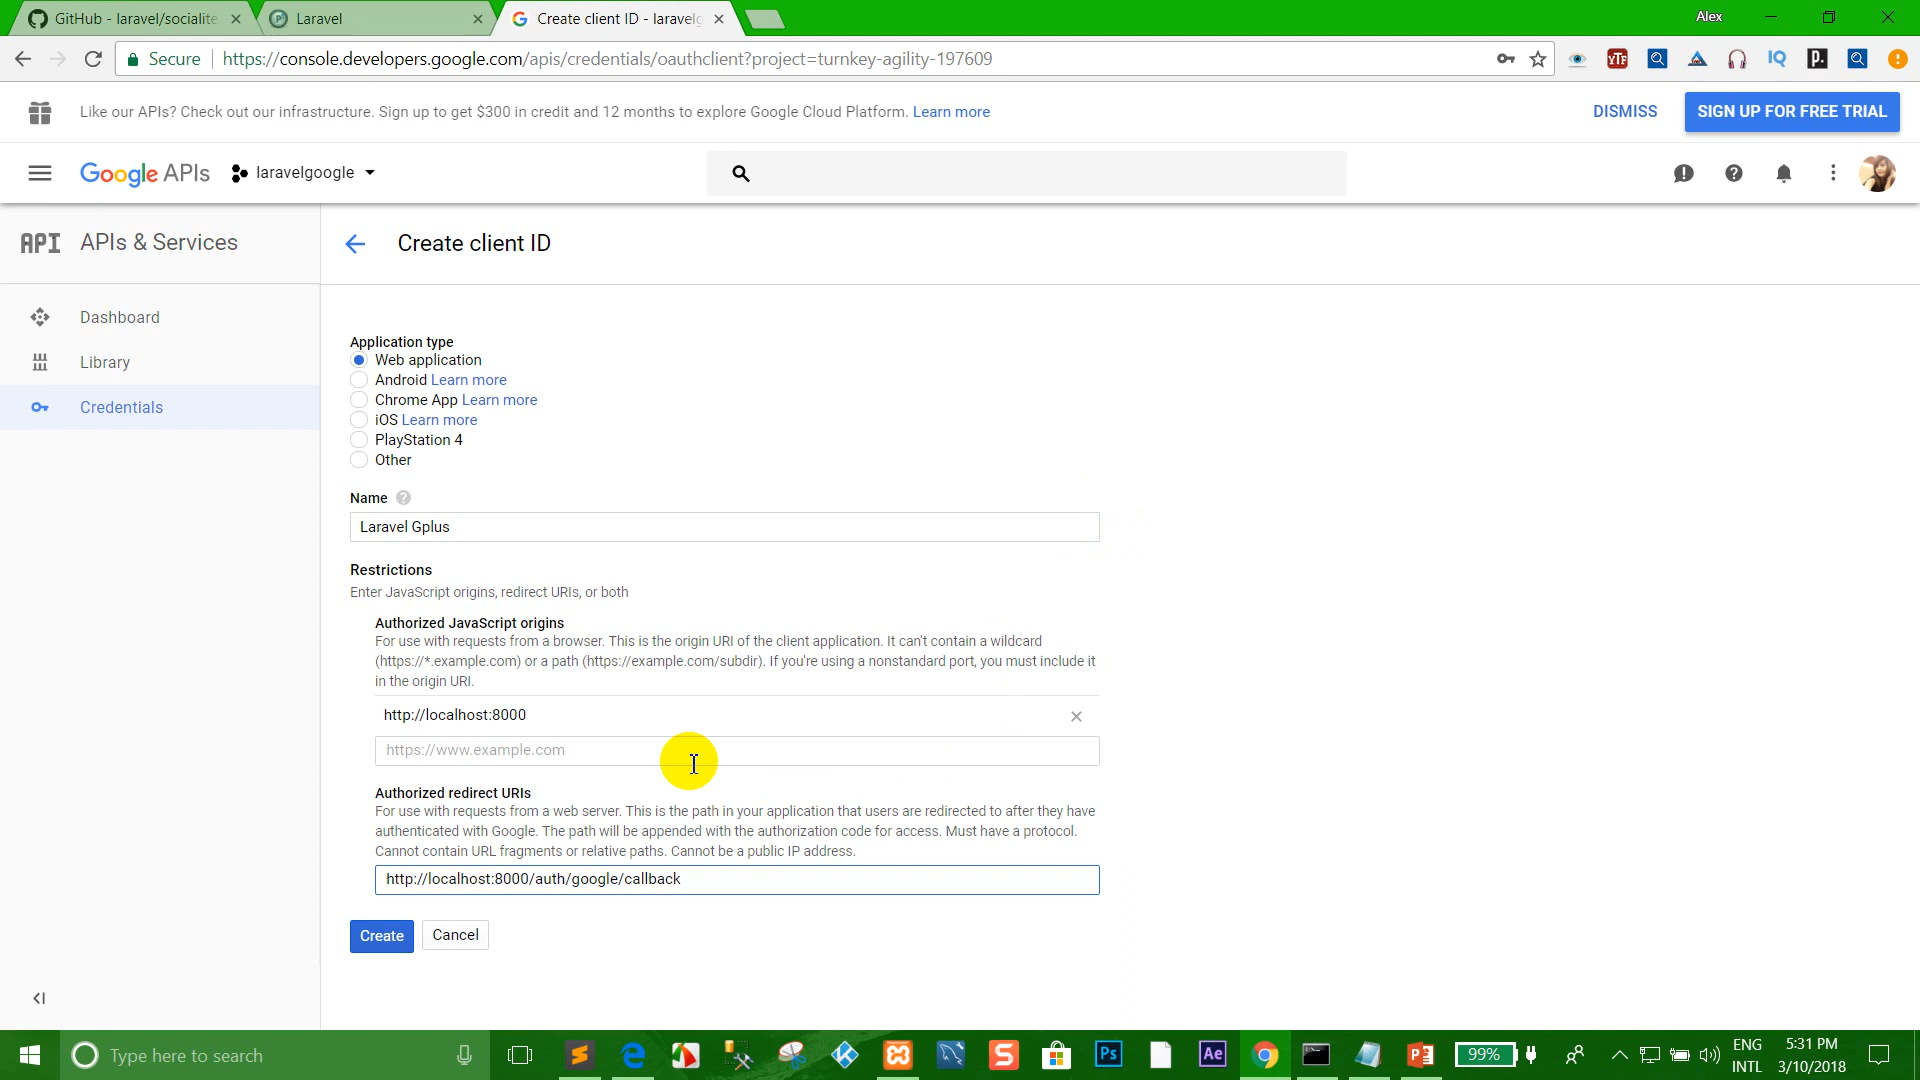 GitHub - laravel/socialite
Laravel
Create client ID - laravelg
Alex
Secure
https://console.developers.google.com/apis/credentials/oauthclient?project=turnkey-agility-197609
YTF
IQ
p.
Like our APIs? Check out our infrastructure. Sign up to get $300 in credit and 12 months to explore Google Cloud Platform. Learn more
DISMISS
SIGN UP FOR FREE TRIAL
Google APIs
laravelgoogle
API APIs & Services
Create client ID
Dashboard
Library
Credentials
Application type
Web application
Android Learn more
Chrome App Learn more
iOS Learn more
PlayStation 4
Other
Name
Laravel Gplus
Restrictions
Enter JavaScript origins, redirect URIs, or both
Authorized JavaScript origins
For use with requests from a browser. This is the origin URI of the client application. It can't contain a wildcard
(https://*.example.com) or a path (https://example.com/subdir). If you're using a nonstandard port, you must include it
in the origin URI.
http://localhost:8000
https://www.example.com
Authorized redirect URIs
For use with requests from a web server. This is the path in your application that users are redirected to after they have
authenticated with Google. The path will be appended with the authorization code for access. Must have a protocol.
Cannot contain URL fragments or relative paths. Cannot be a public IP address.
http://localhost:8000/auth/google/callback
Create
Cancel
Type here to search
Ps
Ae
99%
ENG
INTL
5:31 PM
3/10/2018